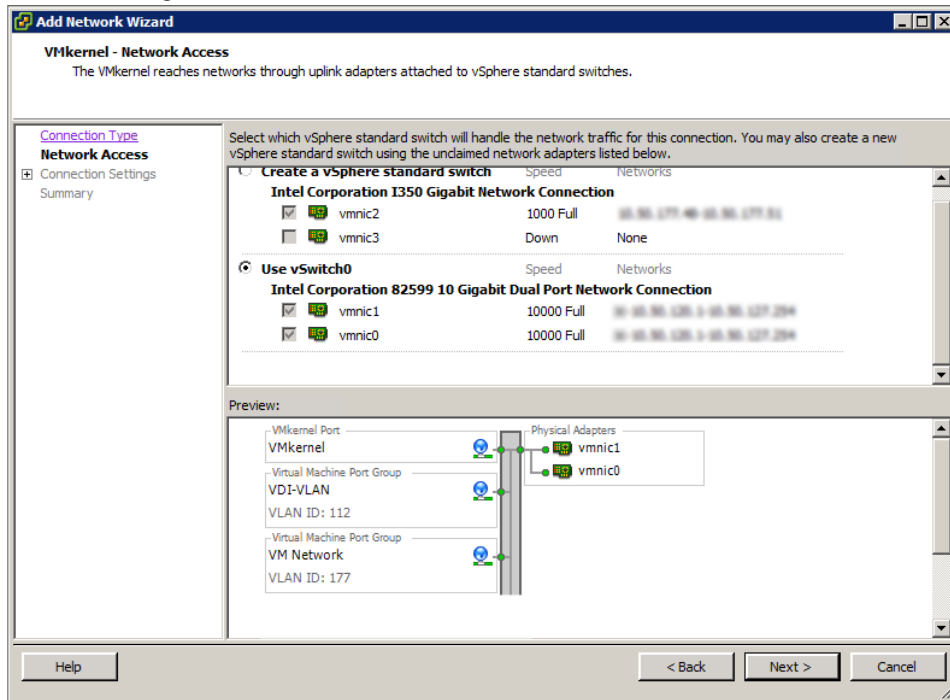 Add Network Wizard
VMkernel - Network Access
The VMkernel reaches networks through uplink adapters attached to vSphere standard switches.
Connection Type
Network Access
Connection Settings
Summary
Select which vSphere standard switch will handle the network traffic for this connection. You may also create a new
vSphere standard switch using the unclaimed network adapters listed below.
Create a vSphere standard switch Speed Networks
Intel Corporation I350 Gigabit Network Connection
vmnic2 1000 Full
vmnic3 Down None
Use vSwitch0 Speed Networks
Intel Corporation 82599 10 Gigabit Dual Port Network Connection
vmnic1 10000 Full
vmnic0 10000 Full
Preview:
VMkernel Port
VMkernel
Physical Adapters
vmnic1
vmnic0
Virtual Machine Port Group
VDI-VLAN
VLAN ID: 112
Virtual Machine Port Group
VM Network
VLAN ID: 177
Help < Back Next > Cancel